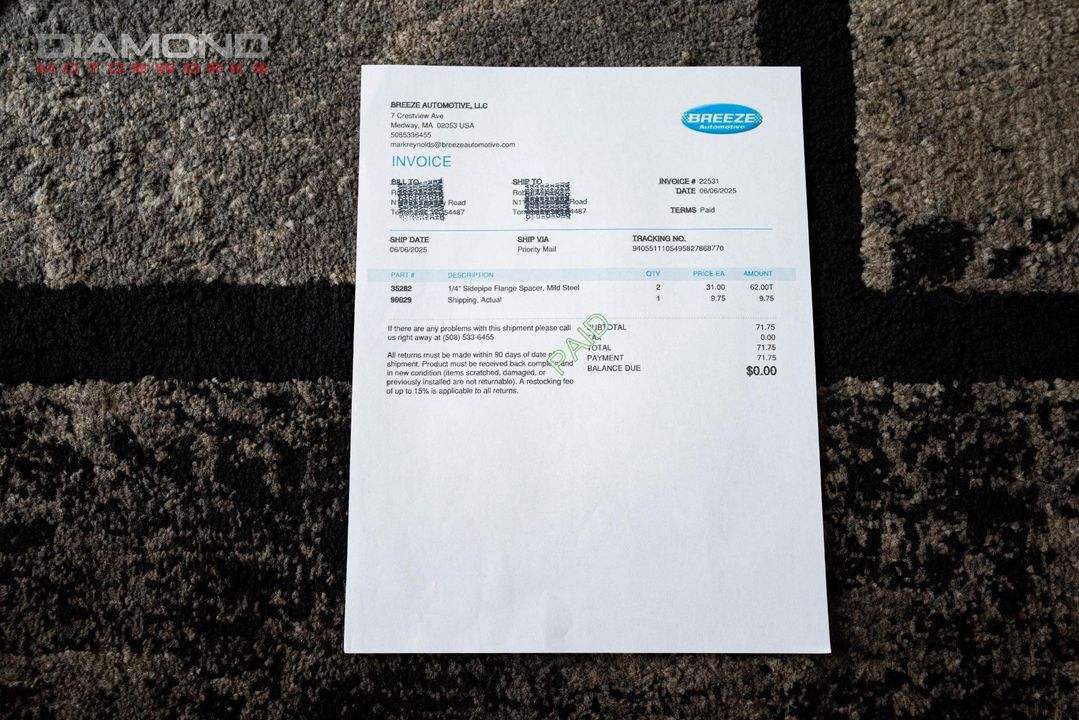 DIAMOND
MOTORWORKS
BREEZE AUTOMOTIVE, LLC
7 Crestview Ave
Medway, MA 02053 USA
5085336455
markreynolds@breezeautomotive.com
BREEZE
Automotive
INVOICE
BILL TO
Road
54487
SHIP TO
Road
4487
INVOICE # 22531
DATE 06/06/2025
TERMS Paid
SHIP DATE
06/06/2025
SHIP VIA
Priority Mail
TRACKING NO.
9405511105495827868770
PART # DESCRIPTION QTY PRICE EA AMOUNT
35282 1/4" Sidepipe Flange Spacer, Mild Steel 2 31.00 62.00T
90029 Shipping, Actual 1 9.75 9.75
If there are any problems with this shipment please call
us right away at (508) 533-6455
All returns must be made within 90 days of date of
shipment. Product must be received back complete and
in new condition (items scratched, damaged, or
previously installed are not returnable). A restocking fee
of up to 15% is applicable to all returns.
SUBTOTAL 71.75
TAX 0.00
TOTAL 71.75
PAYMENT 71.75
BALANCE DUE $0.00
PAID